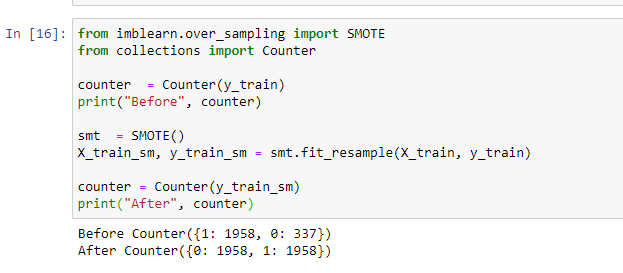 In [16]: from imblearn.over_sampling import SMOTE
from collections import Counter
counter  = Counter(y_train)
print("Before", counter)
smt  = SMOTE()
X_train_sm, y_train_sm = smt.fit_resample(X_train, y_train)
counter = Counter(y_train_sm)
print("After", counter)
Before Counter({1: 1958, 0: 337})
After Counter({0: 1958, 1: 1958})